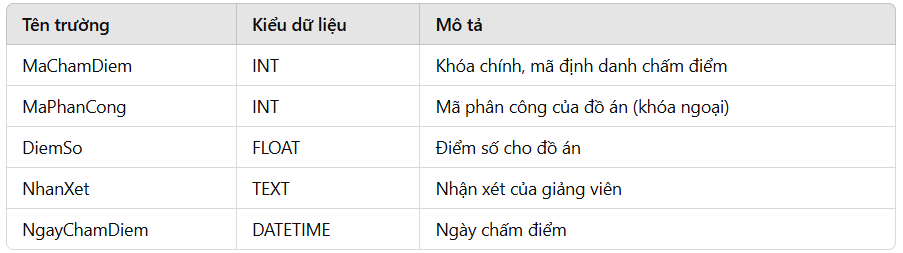 Tên trường Kiểu dữ liệu Mô tả
MaChamDiem INT Khóa chính, mã định danh chấm điểm
MaPhanCong INT Mã phân công của đồ án (khóa ngoại)
DiemSo FLOAT Điểm số cho đồ án
NhanXet TEXT Nhận xét của giảng viên
NgayChamDiem DATETIME Ngày chấm điểm